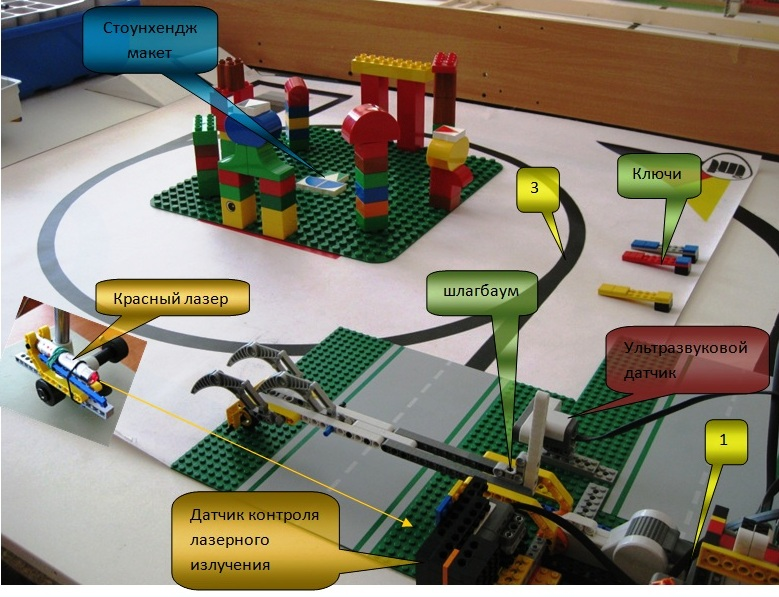 Стоунхендж
макет
3
Ключи
Красный лазер
шлагбаум
Ультразвуковой
датчик
1
Датчик контроля
лазерного
излучения